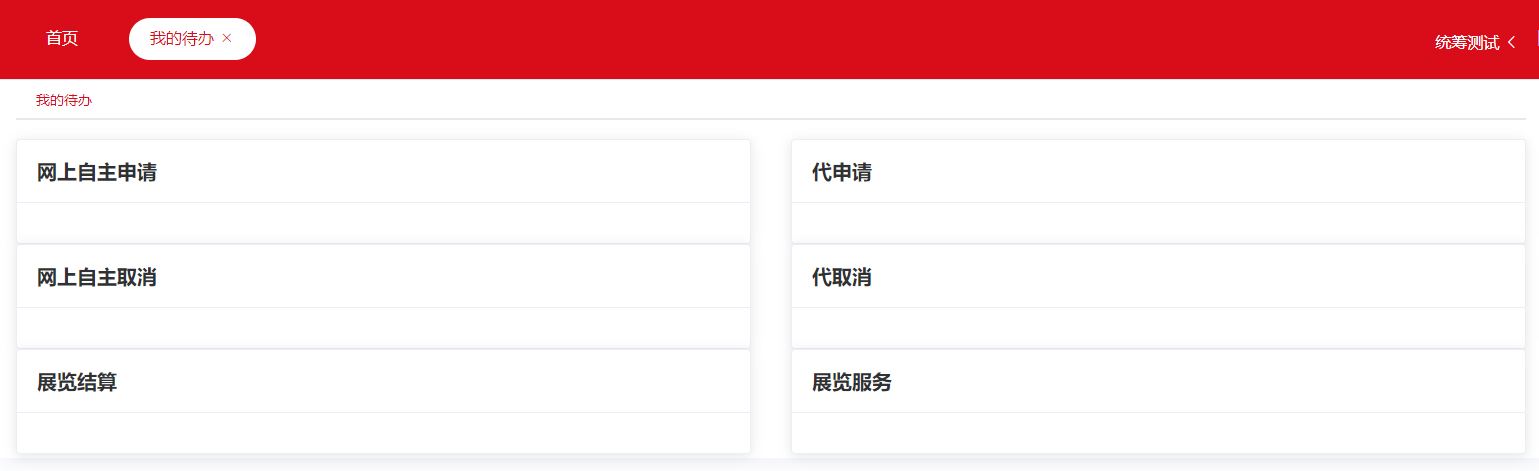 首页
我的待办
统筹测试
我的待办
网上自主申请
代申请
网上自主取消
代取消
展览结算
展览服务